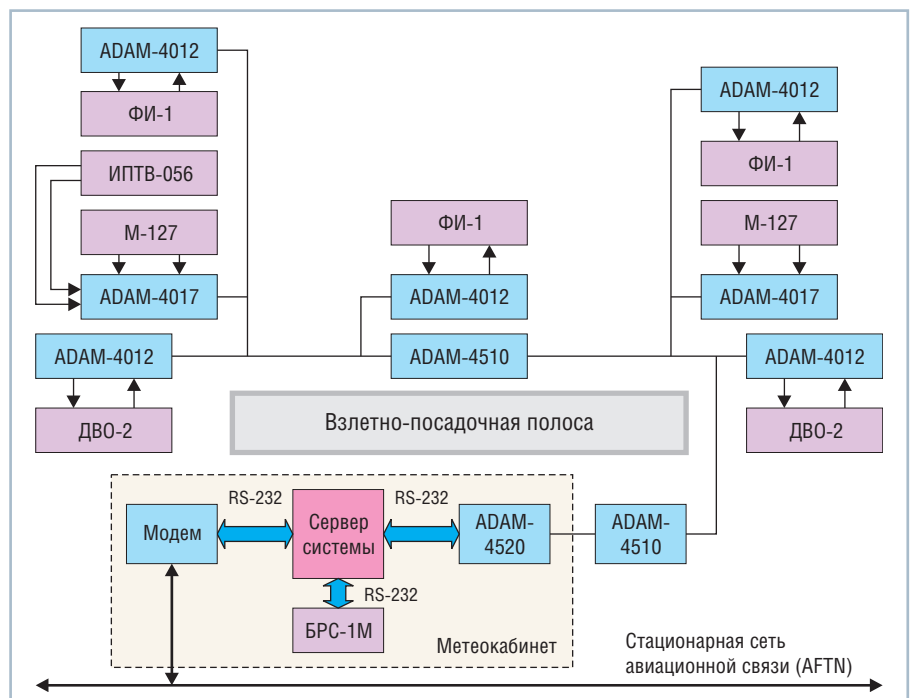 ADAM-4012
ФИ-1
ИПТВ-056
М-127
ADAM-4017
ADAM-4012
ДВО-2
ФИ-1
ADAM-4012
ADAM-4510
ADAM-4012
ФИ-1
М-127
ADAM-4017
ADAM-4012
ДВО-2
Взлетно-посадочная полоса
Модем
RS-232
Сервер
системы
RS-232
ADAM-
4520
ADAM-
4510
RS-232
БРС-1М
Метеокабинет
Стационарная сеть
авиационной связи (AFTN)